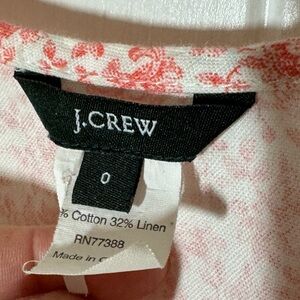 J.CREW
0
% Cotton 32% Linen
RN77388
Made in